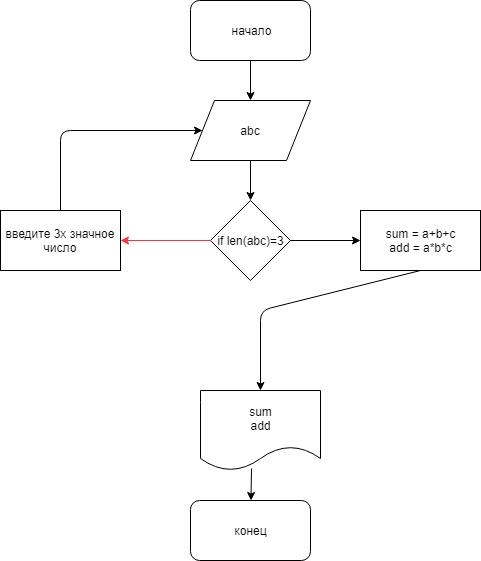 начало
abc
if len(abc)=3
введите 3х значное
число
sum = a+b+c
add = a*b*c
sum
add
конец